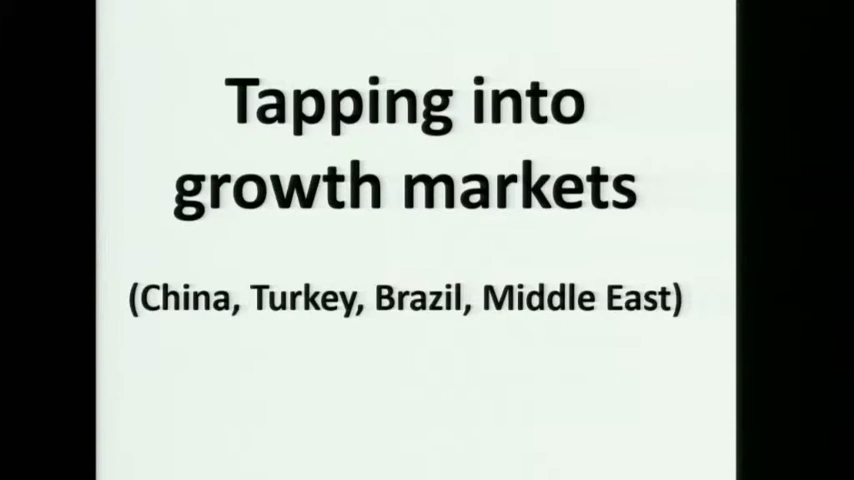 Tapping into
growth markets
(China, Turkey, Brazil, Middle East)